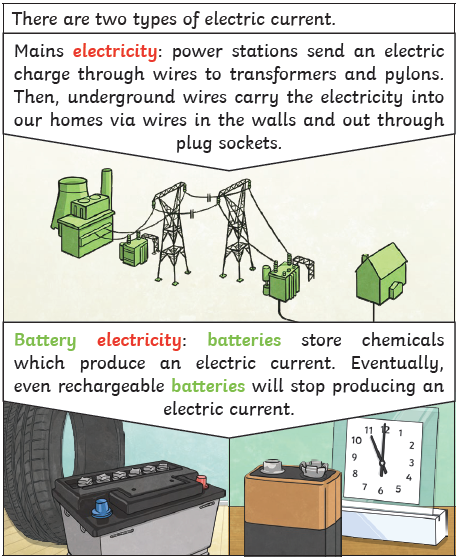 There are two types of electric current.
Mains electricity: power stations send an electric
charge through wires to transformers and pylons.
Then, underground wires carry the electricity into
our homes via wires in the walls and out through
plug sockets.
Battery electricity: batteries store chemicals
which produce an electric current. Eventually,
even rechargeable batteries will stop producing an
electric current.
11 12 1
10 2
9 3
8 4
7 6 5